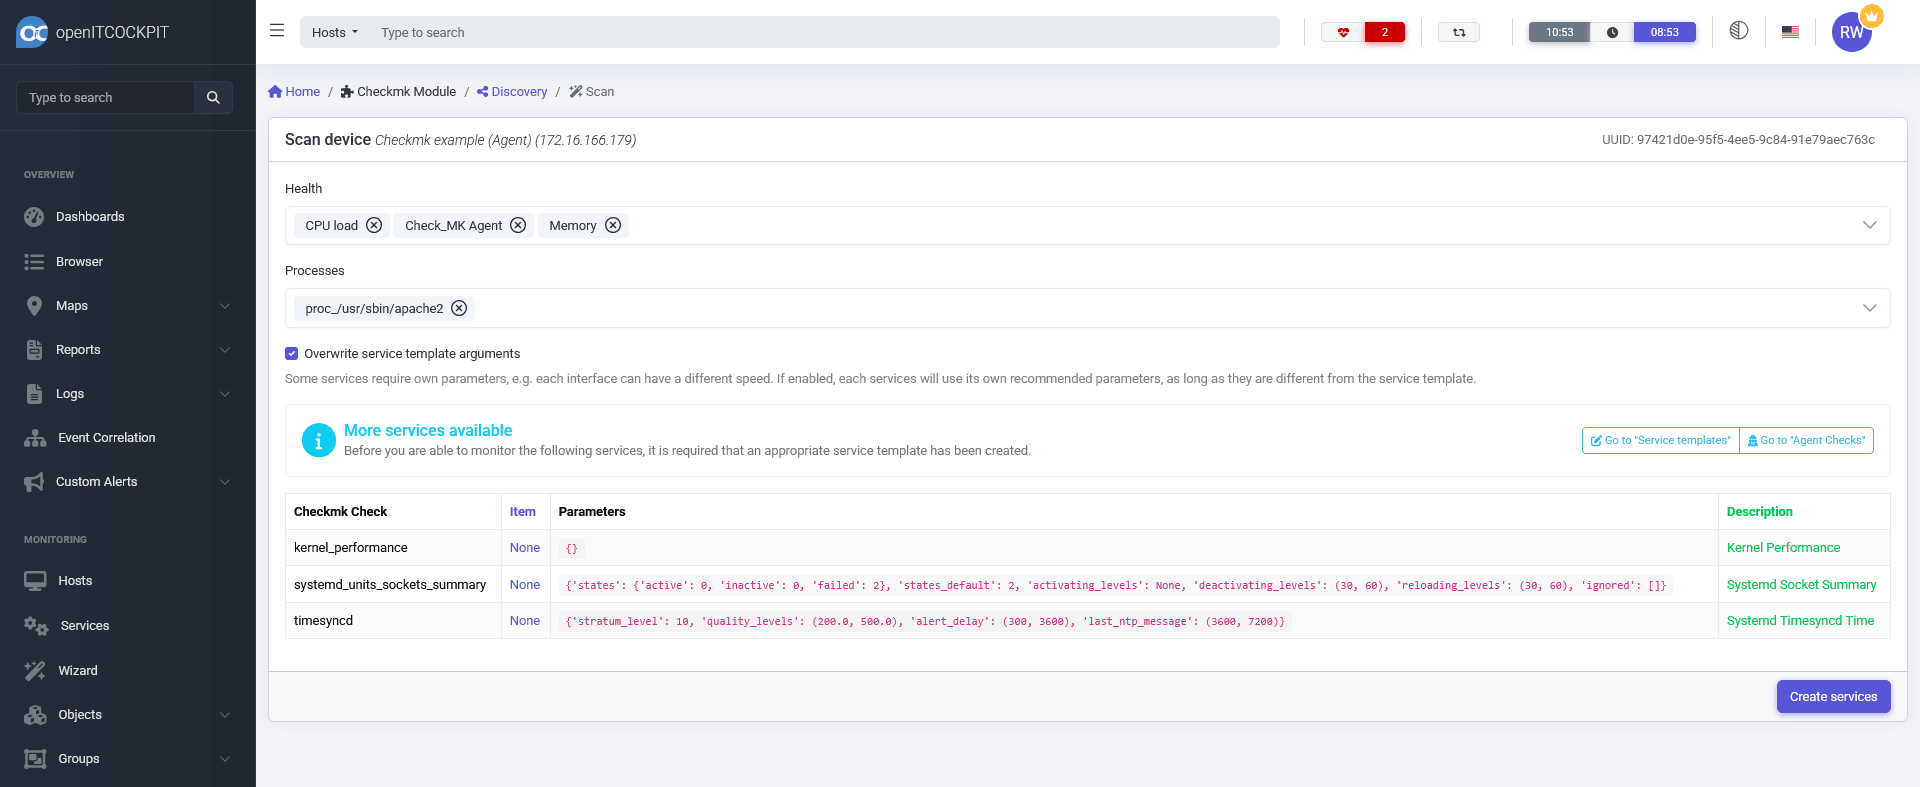 openITCOCKPIT
Hosts
Type to search
2
10:53
08:53
RW
Type to search
OVERVIEW
Dashboards
Browser
Maps
Reports
Logs
Event Correlation
Custom Alerts
MONITORING
Hosts
Services
Wizard
Objects
Groups
Home / Checkmk Module / Discovery / Scan
Scan device Checkmk example (Agent) (172.16.166.179)
UUID: 97421d0e-95f5-4ee5-9c84-91e79aec763c
Health
CPU load Check_MK Agent Memory
Processes
proc_/usr/sbin/apache2
Overwrite service template arguments
Some services require own parameters, e.g. each interface can have a different speed. If enabled, each services will use its own recommended parameters, as long as they are different from the service template.
More services available
Before you are able to monitor the following services, it is required that an appropriate service template has been created.
Go to "Service templates" Go to "Agent Checks"
Checkmk Check Item Parameters Description
kernel_performance None {} Kernel Performance
systemd_units_sockets_summary None {'states': {'active': 0, 'inactive': 0, 'failed': 2}, 'states_default': 2, 'activating_levels': None, 'deactivating_levels': (30, 60), 'reloading_levels': (30, 60), 'ignored': []} Systemd Socket Summary
timesyncd None {'stratum_level': 10, 'quality_levels': (200.0, 500.0), 'alert_delay': (300, 3600), 'last_ntp_message': (3600, 7200)} Systemd Timesyncd Time
Create services